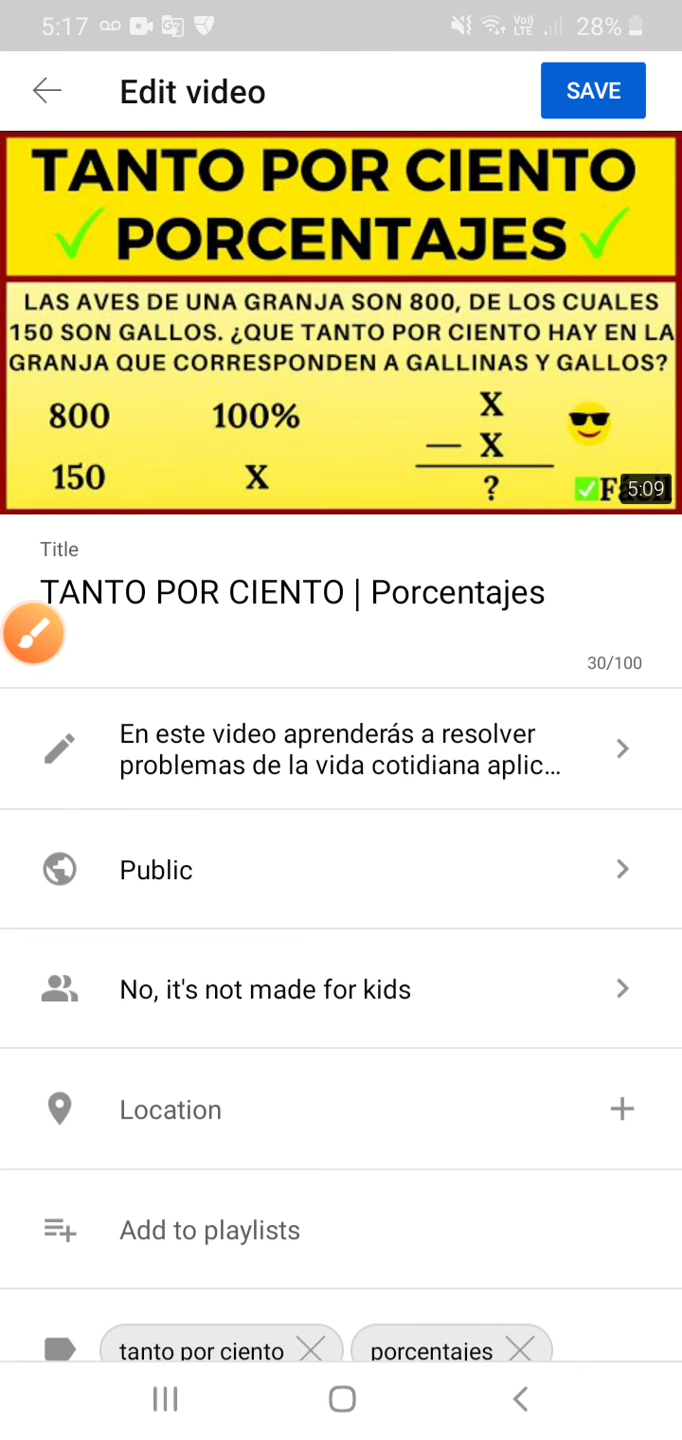 5:17 Vo)) LTE 28%
Edit video SAVE
TANTO POR CIENTO
PORCENTAJES
LAS AVES DE UNA GRANJA SON 800, DE LOS CUALES
150 SON GALLOS. ¿QUE TANTO POR CIENTO HAY EN LA
GRANJA QUE CORRESPONDEN A GALLINAS Y GALLOS?
800 100% X
— X
150 X ?
5:09
Title
TANTO POR CIENTO | Porcentajes
30/100
En este video aprenderás a resolver
problemas de la vida cotidiana aplic...
Public
No, it's not made for kids
Location
Add to playlists
tanto por ciento porcentajes